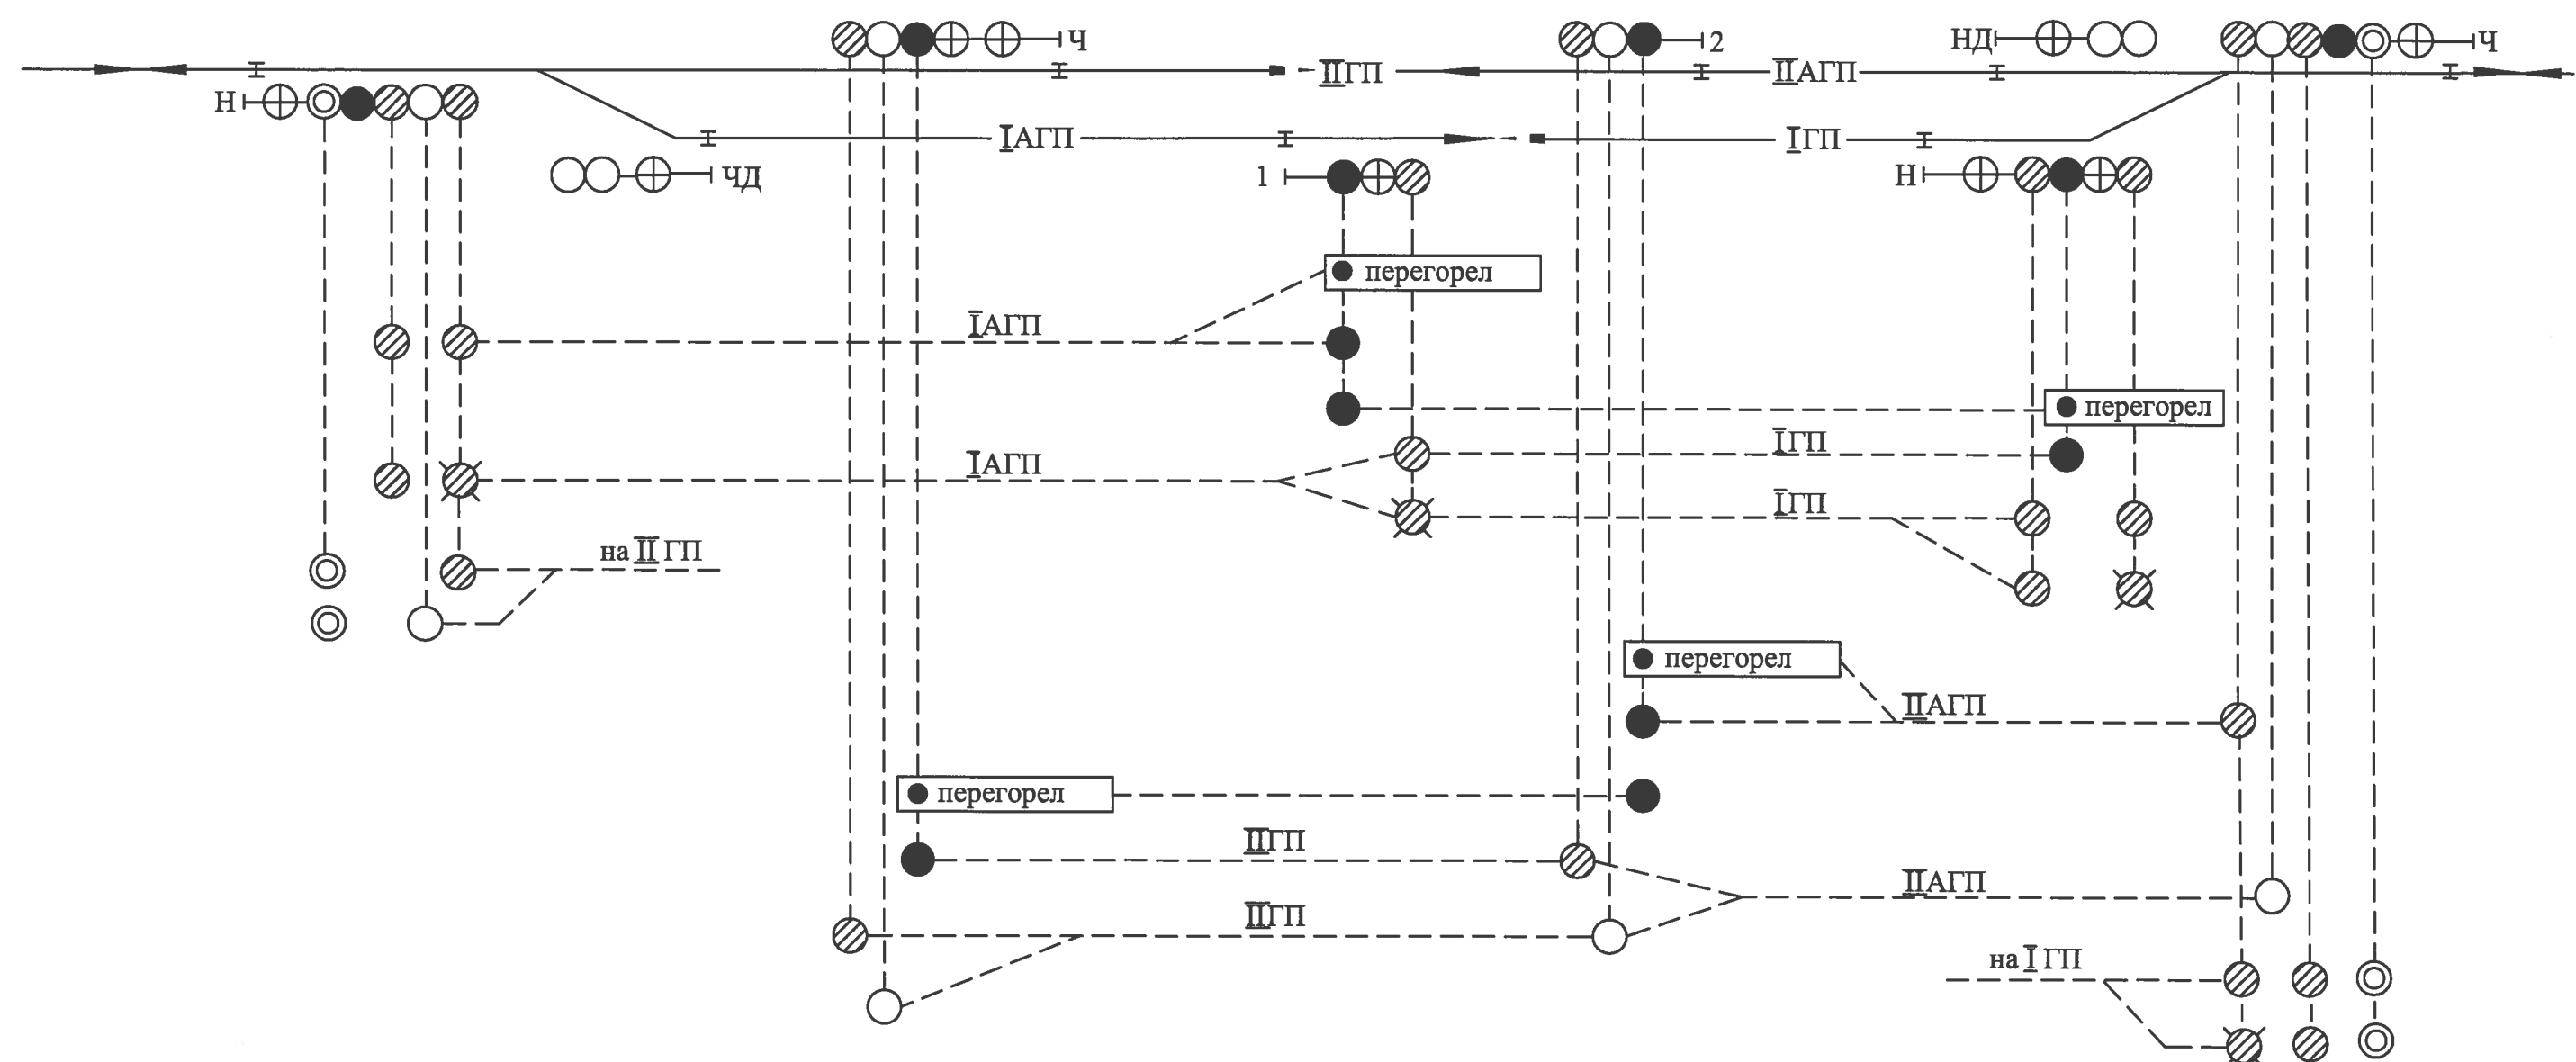 Ч
2
НД
Ч
IIГП
IIАГП
Н
IАГП
IГП
ЧД
1
Н
перегорел
IАГП
перегорел
IГП
IАГП
IГП
на II ГП
перегорел
IIАГП
перегорел
IIГП
IIАГП
IIГП
на I ГП